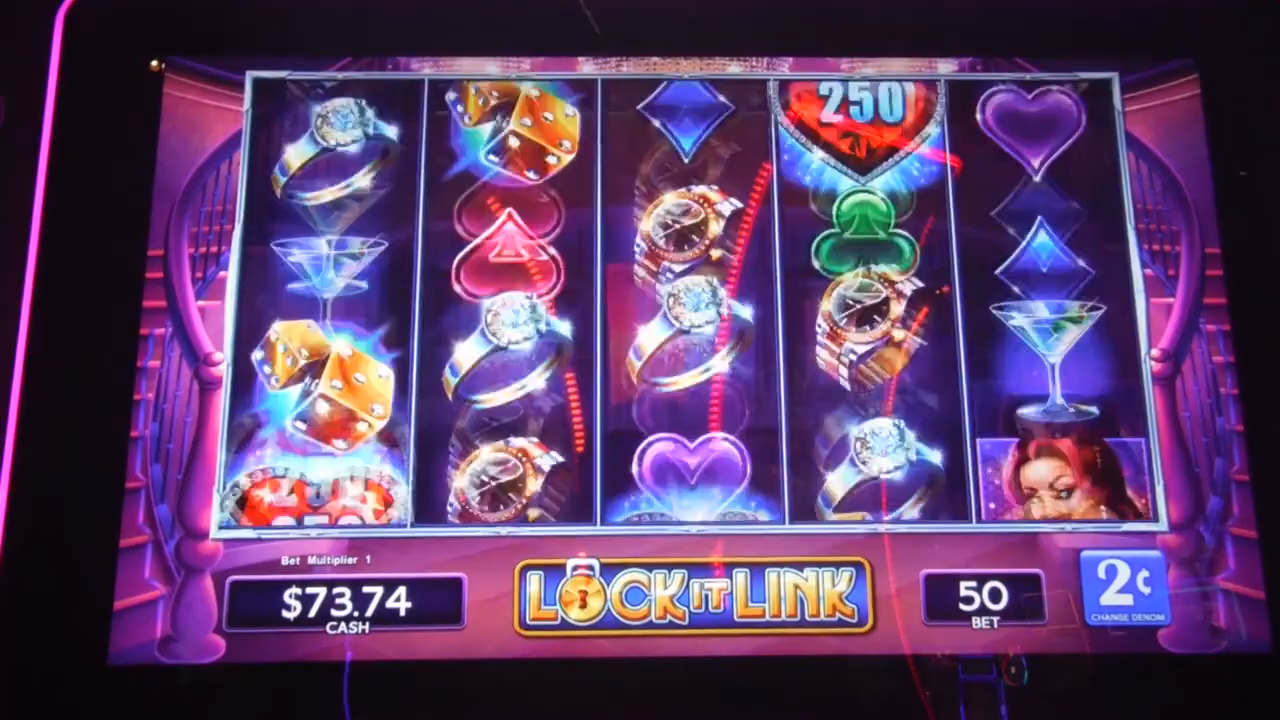 250
Bet Multiplier 1
$73.74
CASH
LOCK IT LINK
50
BET
2¢
CHANGE DENOM